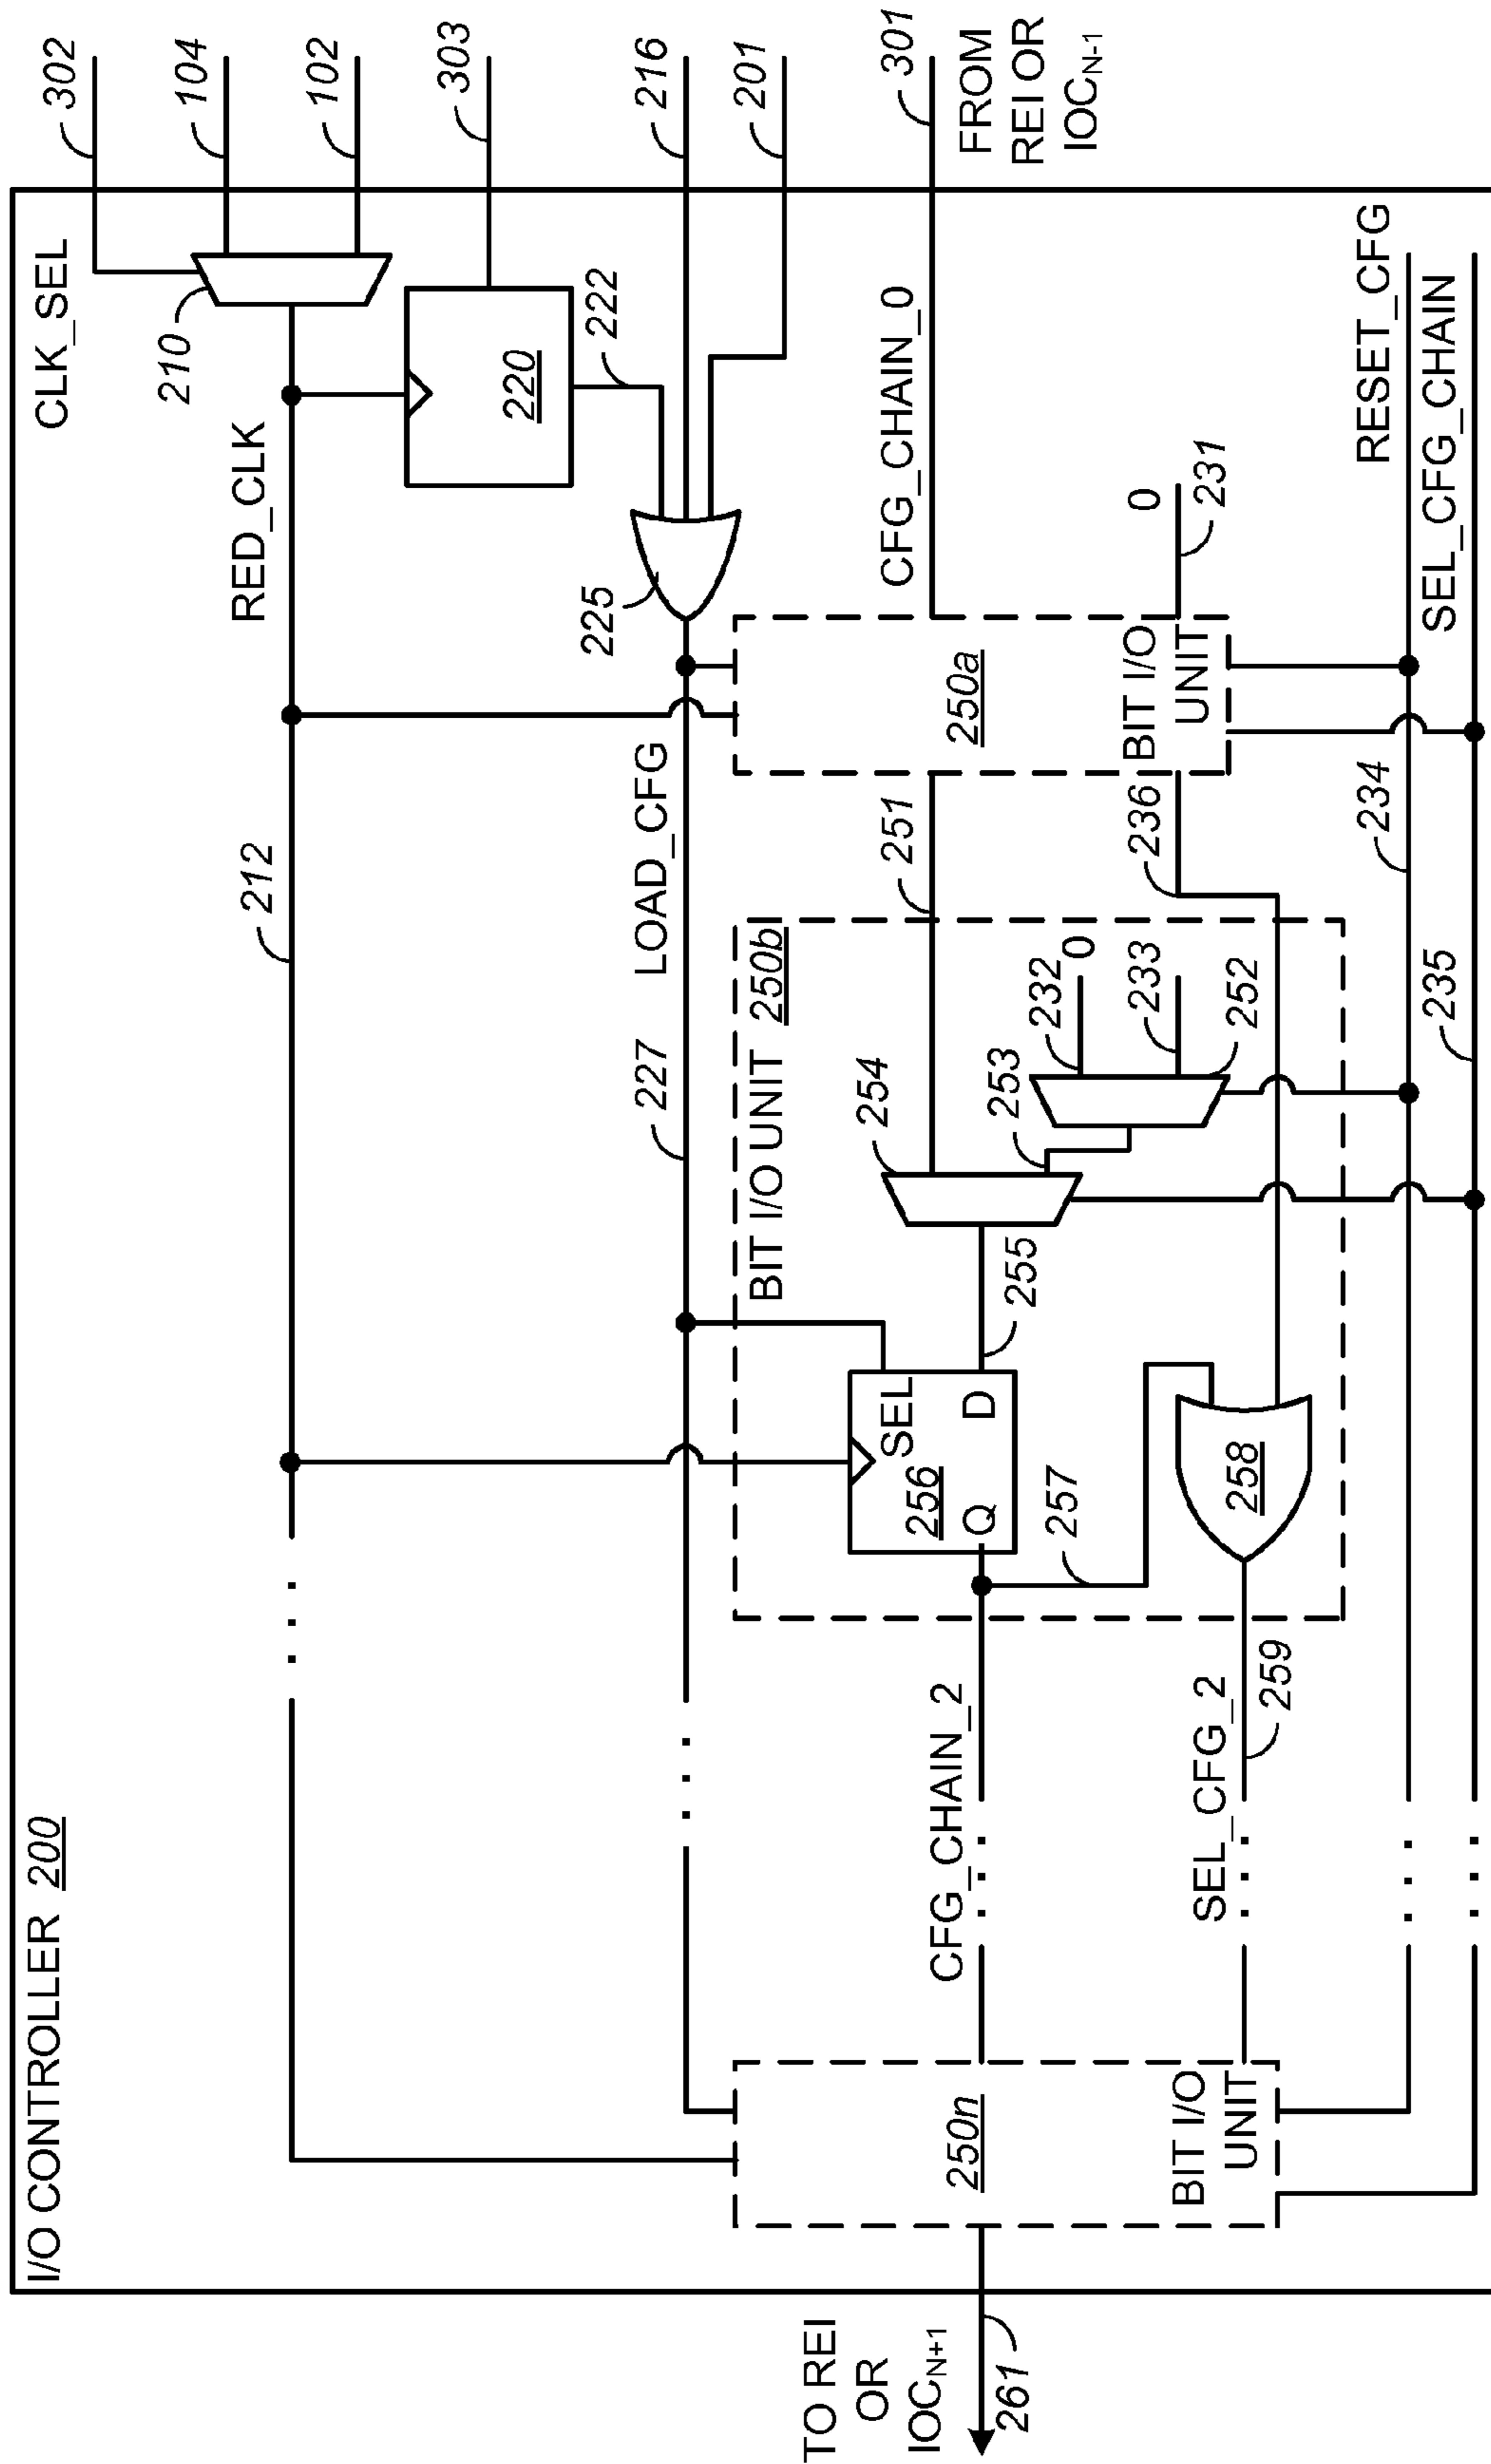 I/O CONTROLLER 200
CLK_SEL
302
104
102
303
216
201
301
FROM
REI OR
IOCN-1
210
RED_CLK
212
220
222
225
LOAD_CFG
227
CFG_CHAIN_0
250a
BIT I/O
UNIT
0
231
RESET_CFG
SEL_CFG_CHAIN
234
235
236
251
BIT I/O UNIT 250b
232
0
233
252
253
254
255
SEL
256
D
Q
257
258
259
CFG_CHAIN_2
SEL_CFG_2
250n
BIT I/O
UNIT
TO REI
OR
IOCN+1
261